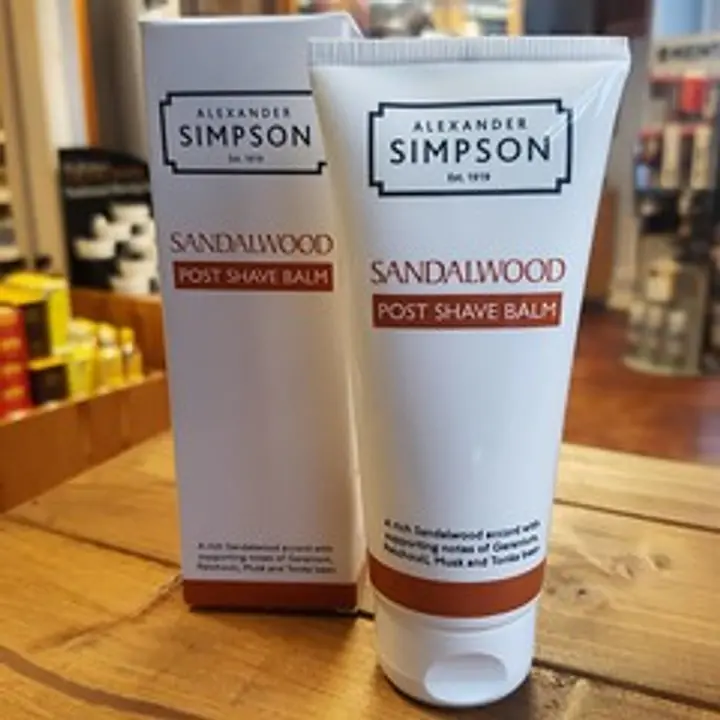 ALEXANDER
SIMPSON
Est. 1919
SANDALWOOD
POST SHAVE BALM
A rich Sandalwood accord with
supporting notes of Geranium,
Patchouli, Musk and Tonka bean
ALEXANDER
SIMPSON
Est. 1919
SANDALWOOD
POST SHAVE BALM
A rich Sandalwood accord with
supporting notes of Geranium,
Patchouli, Musk and Tonka bean